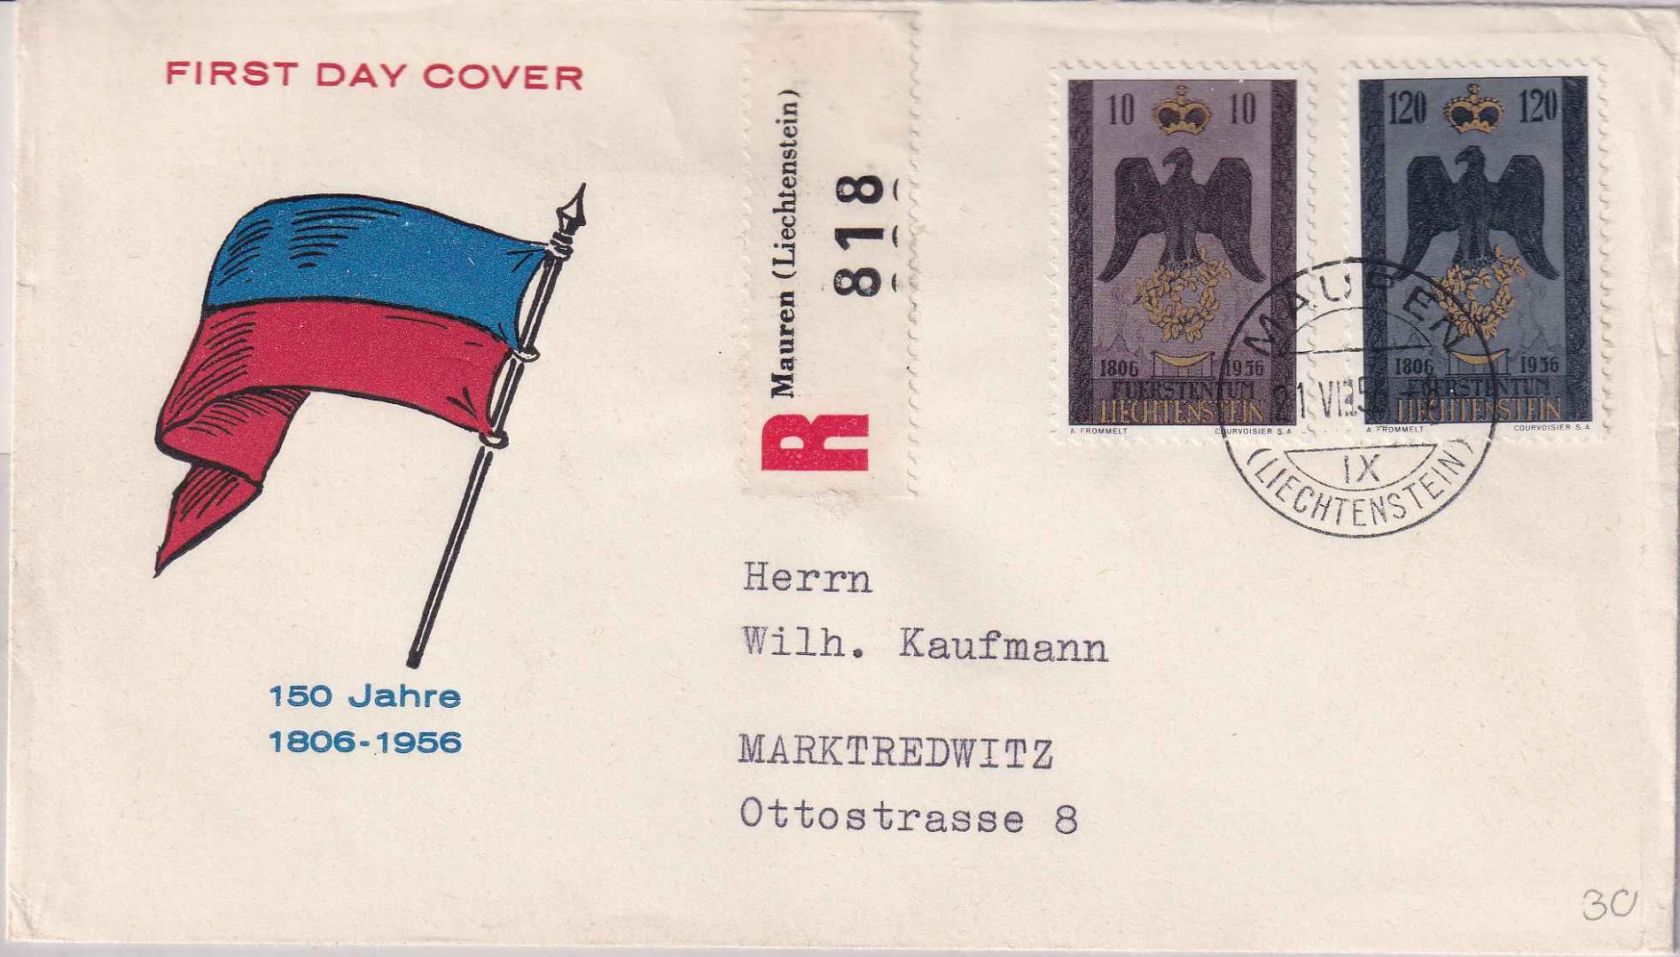 FIRST DAY COVER
150 Jahre
1806-1956
R
Mauren (Liechtenstein)
818
10 10
1806 1956
FUERSTENTUM
LIECHTENSTEIN
A. FROMMELT COURVOISIER S.A
120 120
1806 1956
FUERSTENTUM
LIECHTENSTEIN
A FROMMELT COURVOISIER S.A
MAUREN
IX
(LIECHTENSTEIN)
Herrn
Wilh. Kaufmann
MARKTREDWITZ
Ottostrasse 8
30